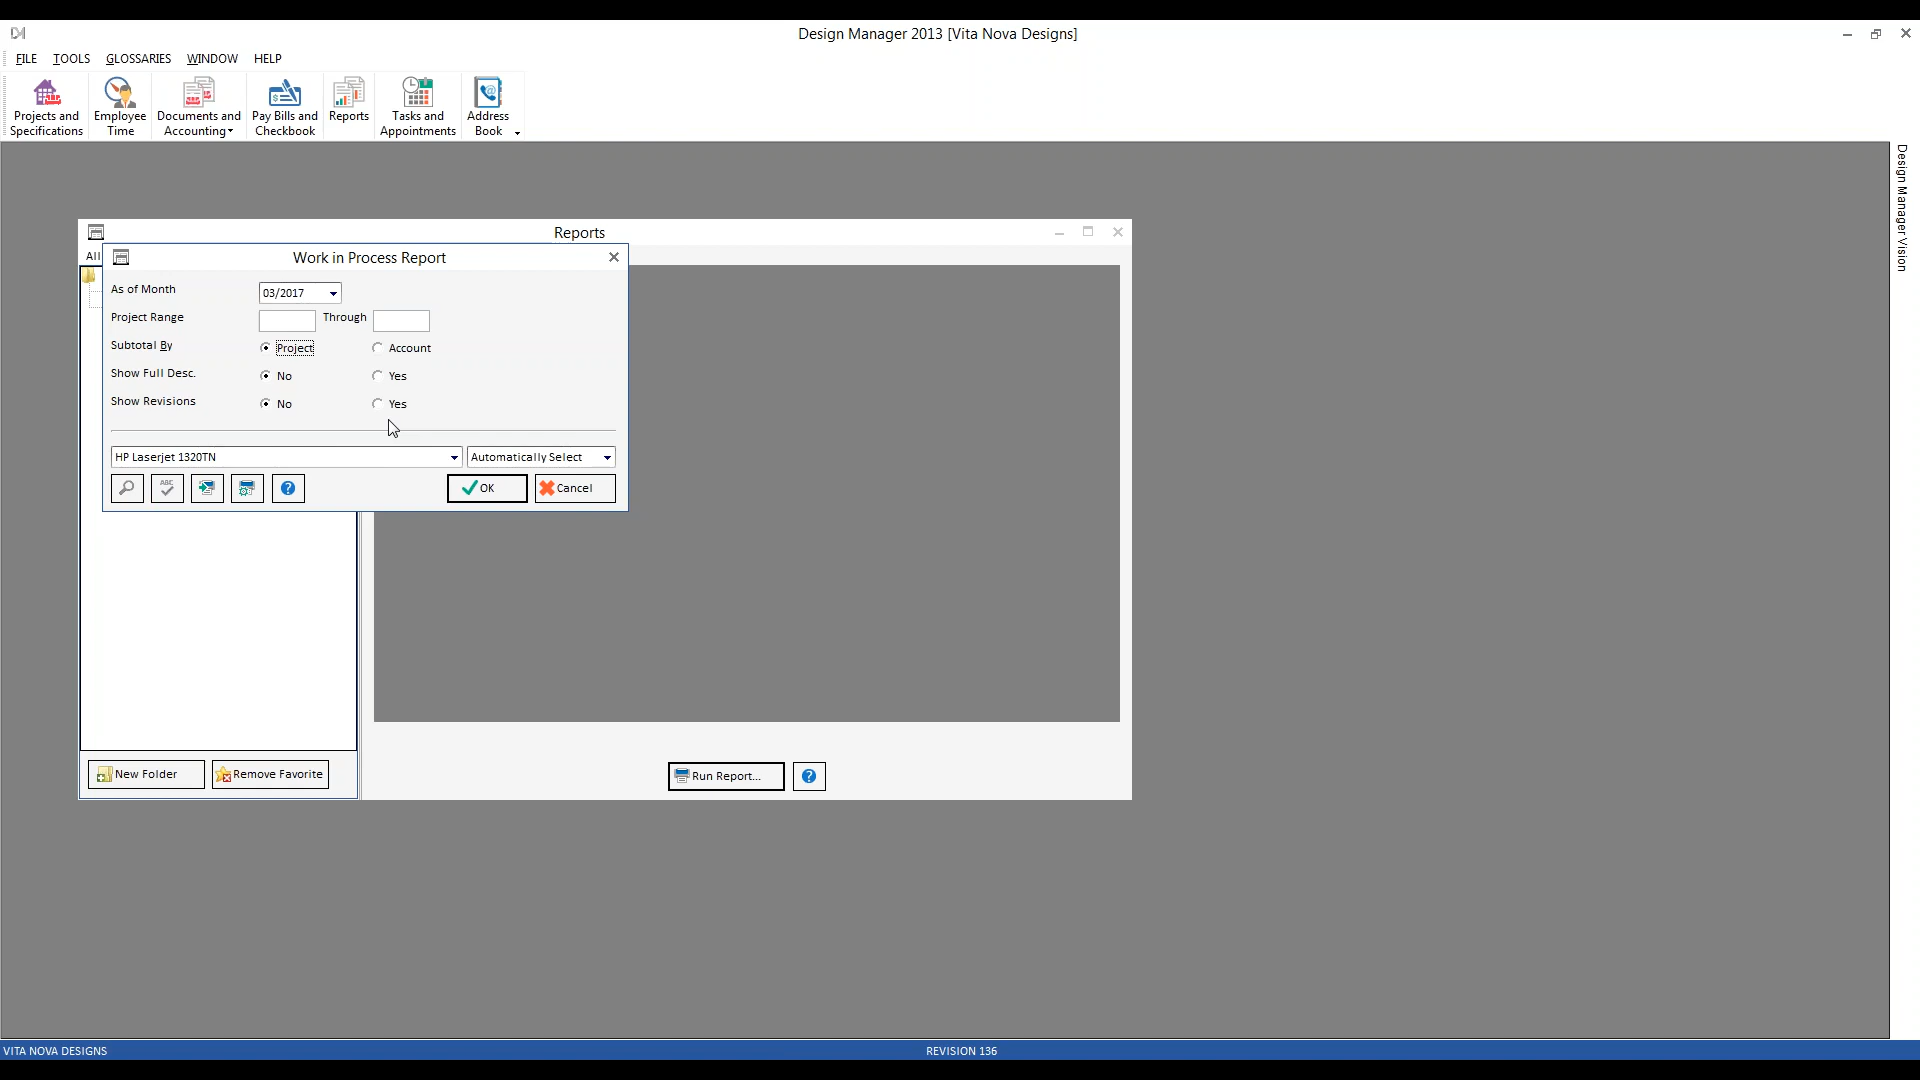 Design Manager 2013 [Vita Nova Designs]
FILE TOOLS GLOSSARIES WINDOW HELP
Projects and
Specifications
Employee
Time
Documents and
Accounting
Pay Bills and
Checkbook
Reports
Tasks and
Appointments
Address
Book
Design Manager Vision
Reports
All
Work in Process Report
As of Month 03/2017
Project Range Through
Subtotal By Project Account
Show Full Desc. No Yes
Show Revisions No Yes
HP Laserjet 1320TN Automatically Select
ABC OK Cancel
New Folder Remove Favorite
Run Report...
VITA NOVA DESIGNS REVISION 136